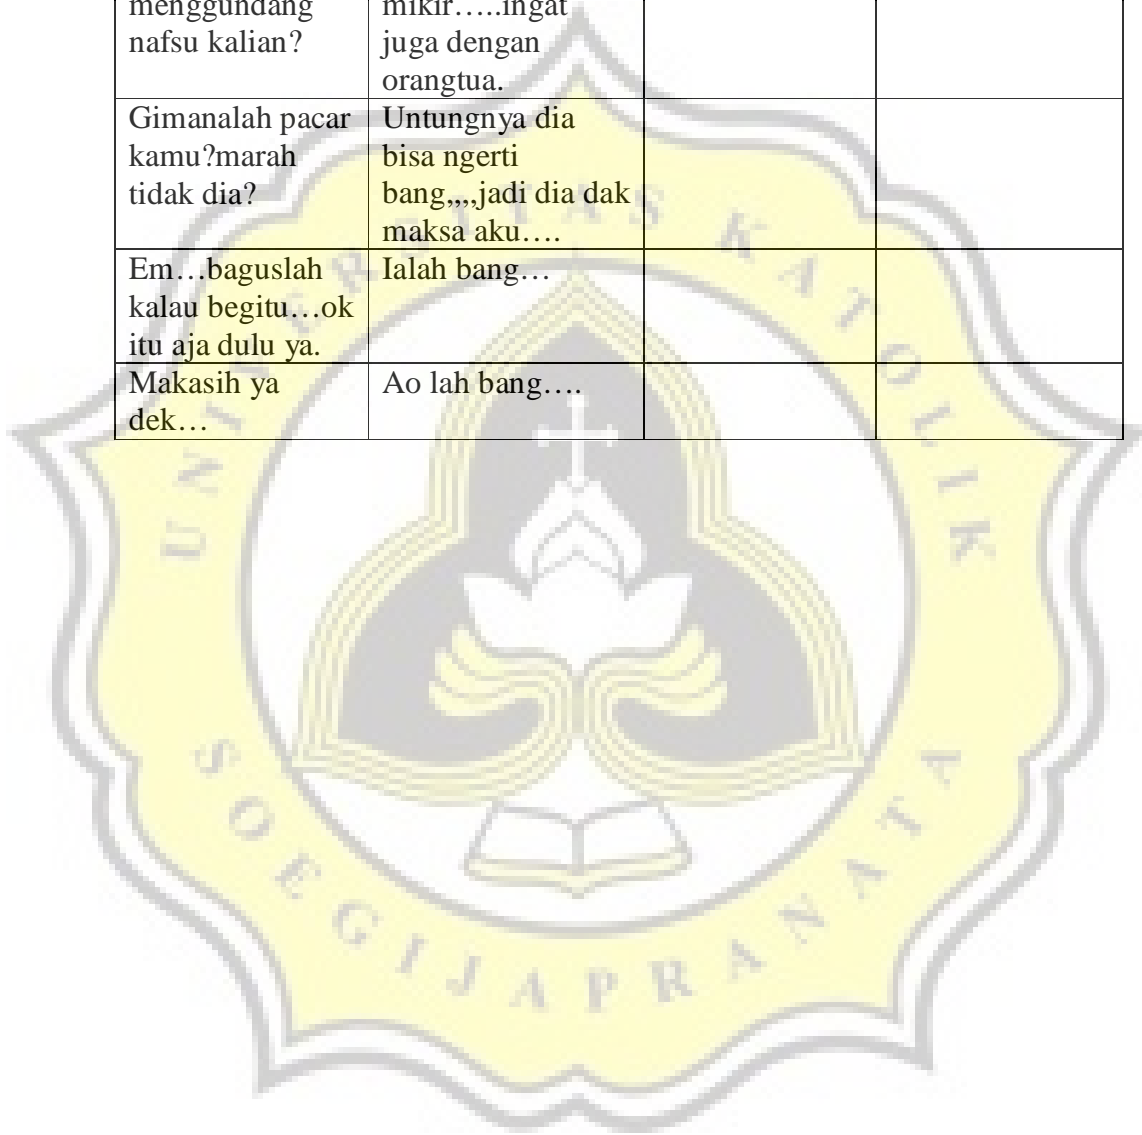 menggundang
nafsu kalian?
mikir…..ingat
juga dengan
orangtua.
Gimanalah pacar
kamu?marah
tidak dia?
Untungnya dia
bisa ngerti
bang,,,,jadi dia dak
maksa aku….
Em…baguslah
kalau begitu…ok
itu aja dulu ya.
Ialah bang…
Makasih ya
dek…
Ao lah bang….
UNIVERSITAS KATOLIK
SOEGIJAPRANATA